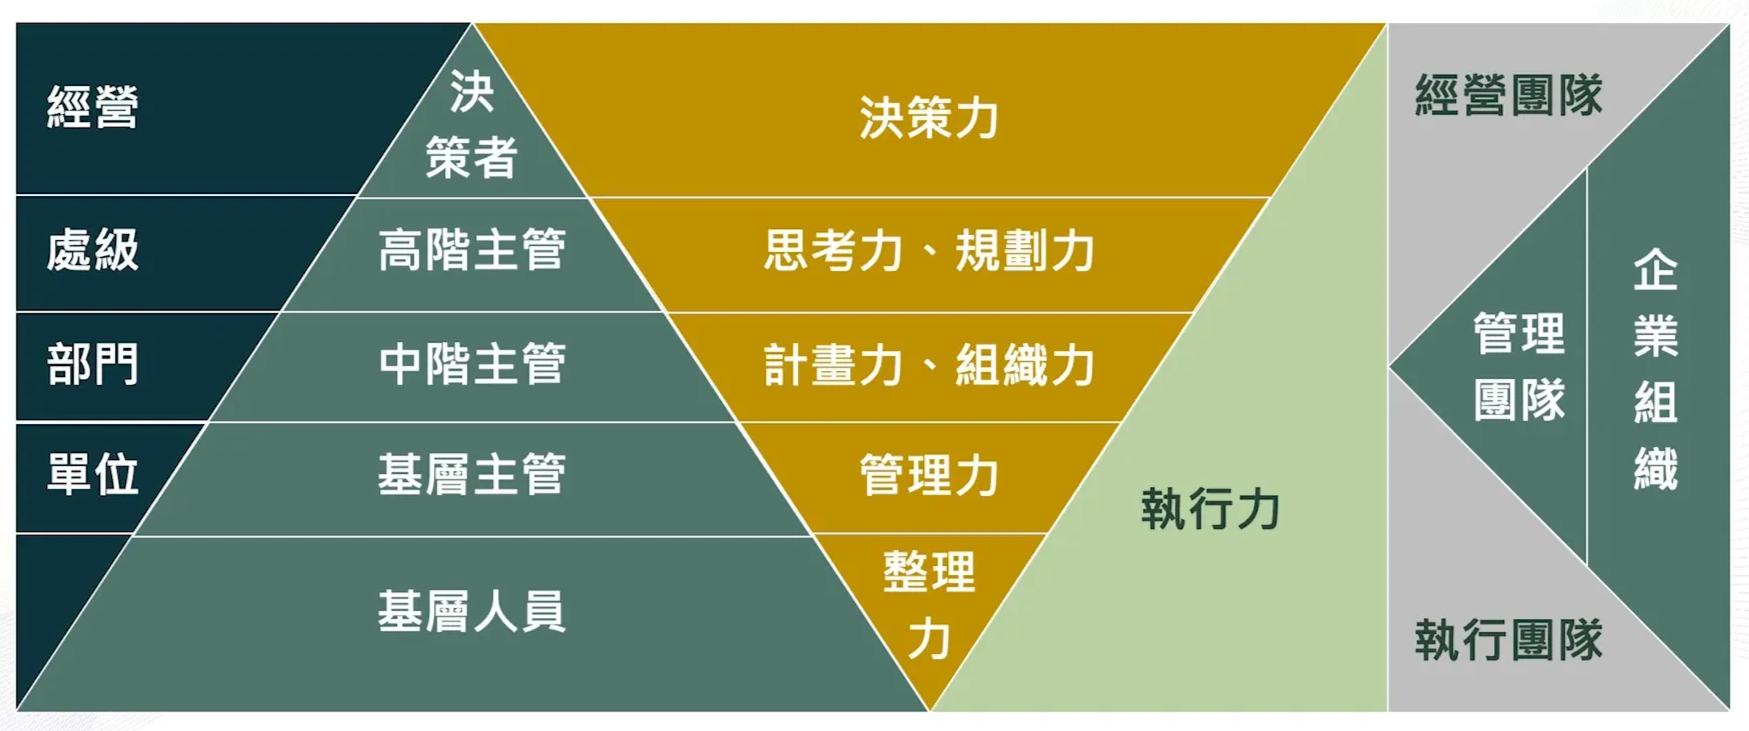 經營
決
策者
決策力
經營團隊
處級
高階主管
思考力、規劃力
部門
中階主管
計畫力、組織力
單位
基層主管
管理力
基層人員
整理
力
執行力
管理
團隊
企
業
組
織
執行團隊